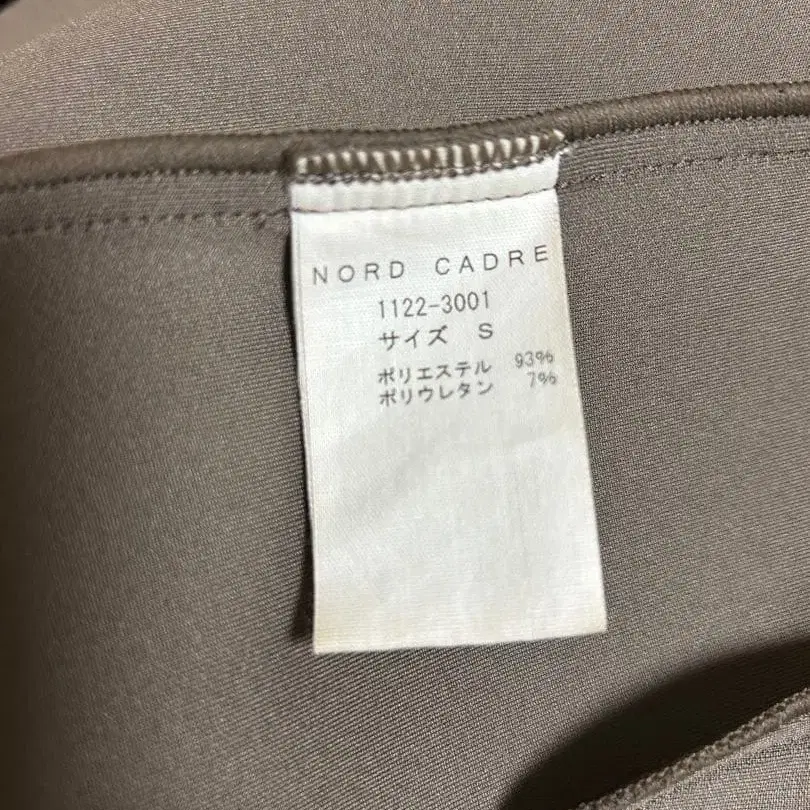 NORD CADRE
1122-3001
サイズ S
ポリエステル 93%
ポリウレタン 7%